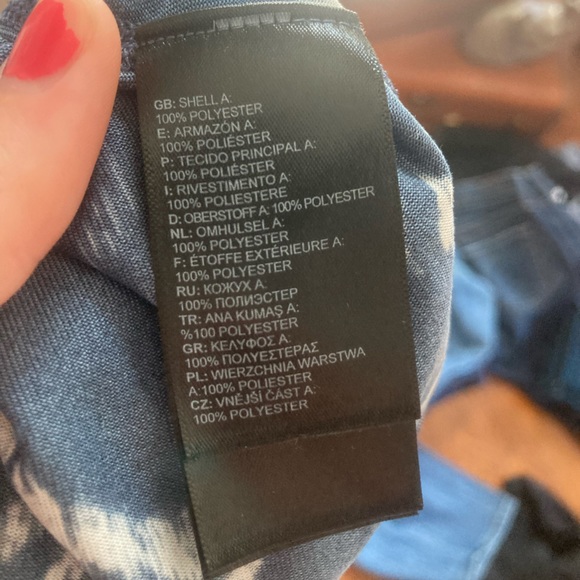 GB: SHELL A:
100% POLYESTER
E: ARMAZÓN A:
100% POLIÉSTER
P: TECIDO PRINCIPAL A:
100% POLIÉSTER
I: RIVESTIMENTO A:
100% POLIESTERE
D: OBERSTOFF A: 100% POLYESTER
NL: OMHULSEL A:
100% POLYESTER
F: ÉTOFFE EXTÉRIEURE A:
100% POLYESTER
RU: КОЖУХ А:
100% ПОЛИЭСТЕР
TR: ANA KUMAŞ A:
%100 POLYESTER
GR: ΚΕΛΥΦΟΣ Α:
100% ΠΟΛΥΕΣΤΕΡΑΣ
PL: WIERZCHNIA WARSTWA
A:100% POLIESTER
CZ: VNĚJŠÍ ČÁST A:
100% POLYESTER